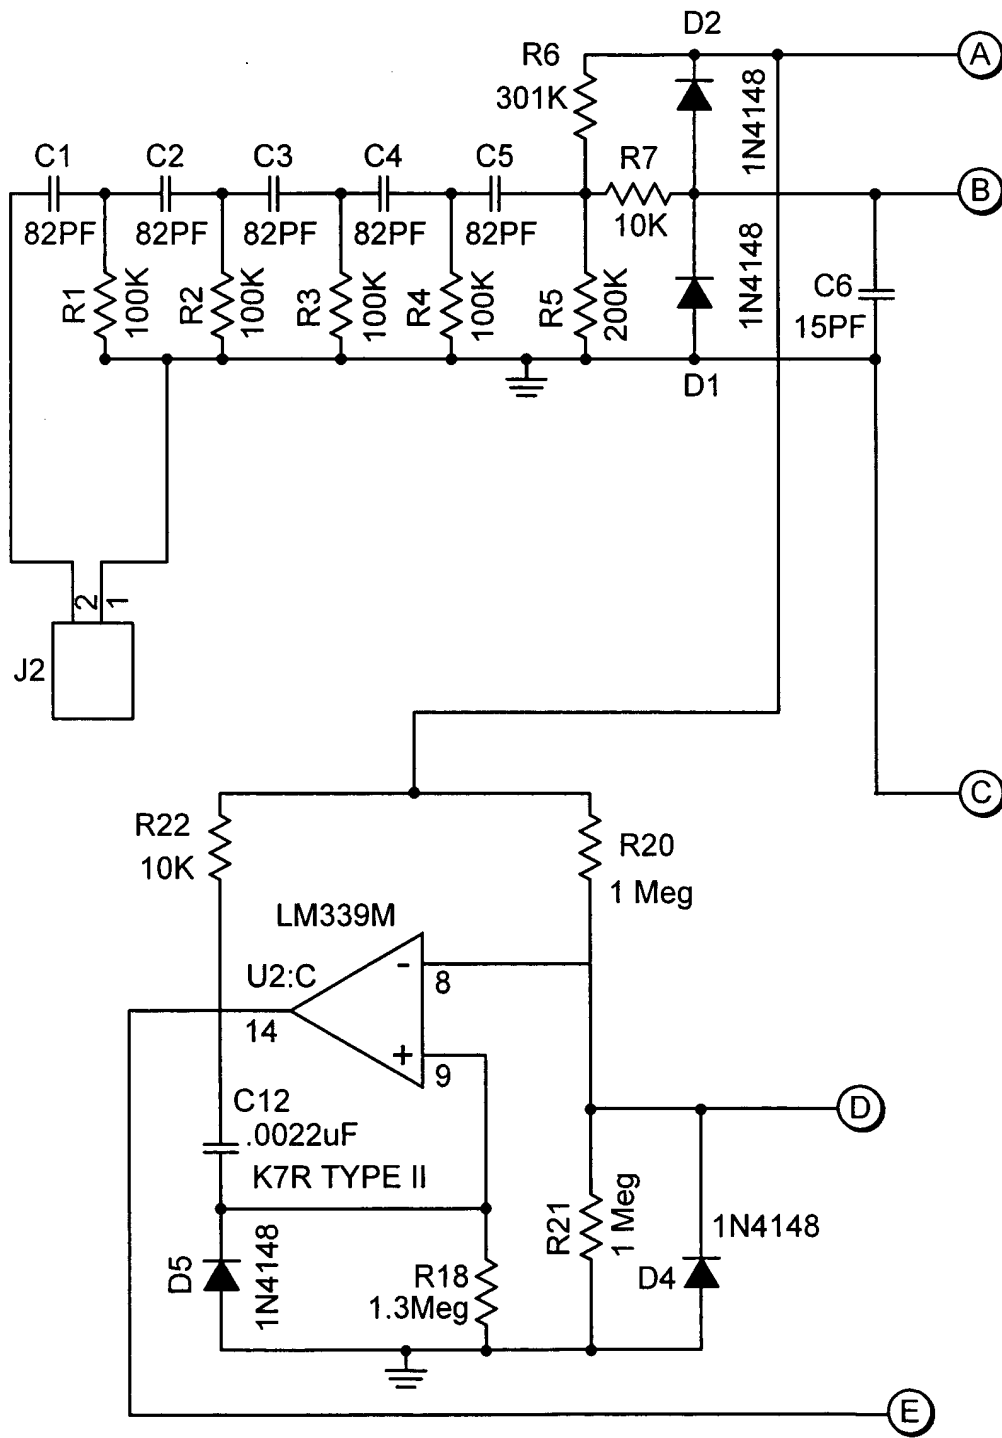 D2
A
R6
301K
1N4148
C1
C2
C3
C4
C5
R7
B
82PF
82PF
82PF
82PF
82PF
10K
R1
100K
R2
100K
R3
100K
R4
100K
R5
200K
1N4148
C6
15PF
D1
2
1
J2
C
R22
10K
R20
1 Meg
LM339M
U2:C
-
8
14
+
9
C12
.0022uF
D
K7R TYPE II
R21
1 Meg
1N4148
D5
1N4148
R18
1.3Meg
D4
E